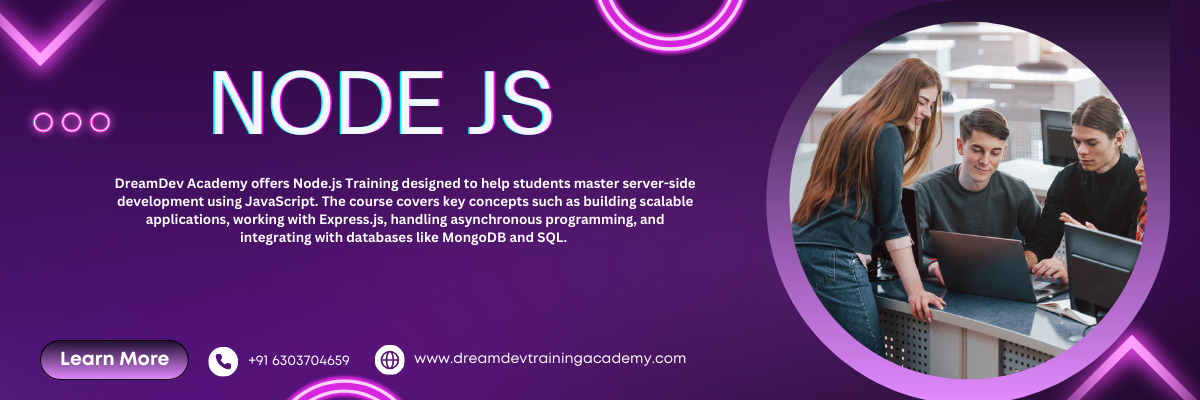 NODE JS
DreamDev Academy offers Node.js Training designed to help students master server-side
development using JavaScript. The course covers key concepts such as building scalable
applications, working with Express.js, handling asynchronous programming, and
integrating with databases like MongoDB and SQL.
Learn More
+91 6303704659
www.dreamdevtrainingacademy.com